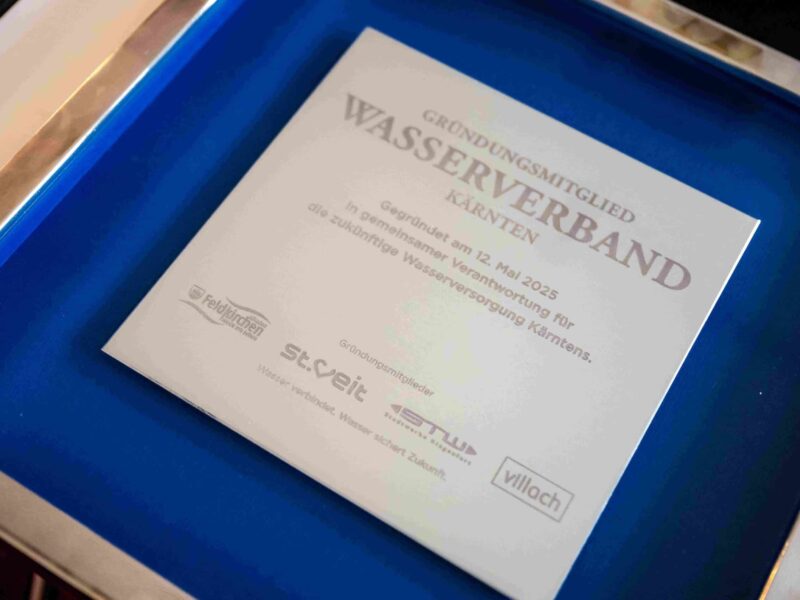 GRÜNDUNGSMITGLIED
WASSERVERBAND
KÄRNTEN
Gegründet am 12. Mai 2025
In gemeinsamer Verantwortung für
die zukünftige Wasserversorgung Kärntens.
Gründungsmitglieder
Feldkirchen
st.veit
STW
Stadtwerke Klagenfurt
villach
Wasser verbindet. Wasser sichert Zukunft.